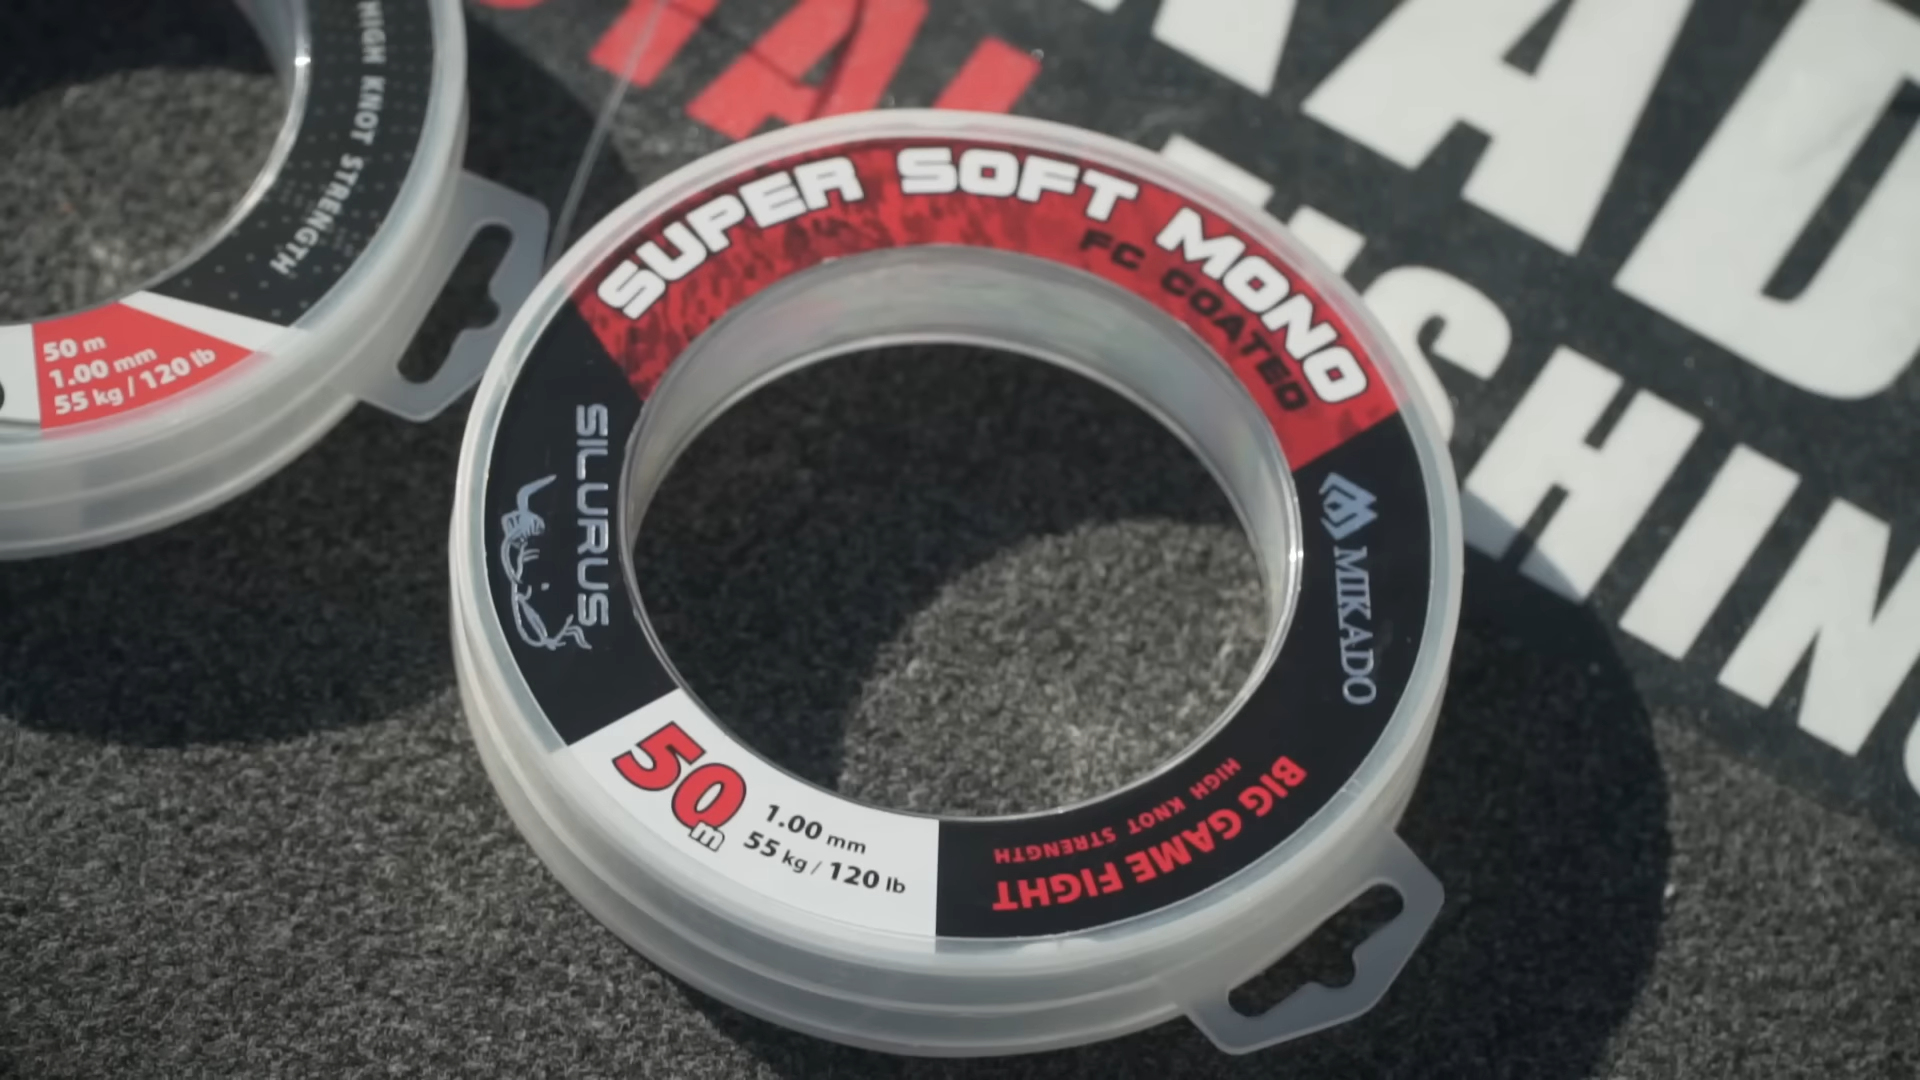 HIGH KNOT STRENGTH
50 m
1.00 mm
55 kg / 120 lb
SUPER SOFT MONO
FC COATED
SILURUS
MIKADO
50 m
1.00 mm
55 kg / 120 lb
BIG GAME FIGHT
HIGH KNOT STRENGTH